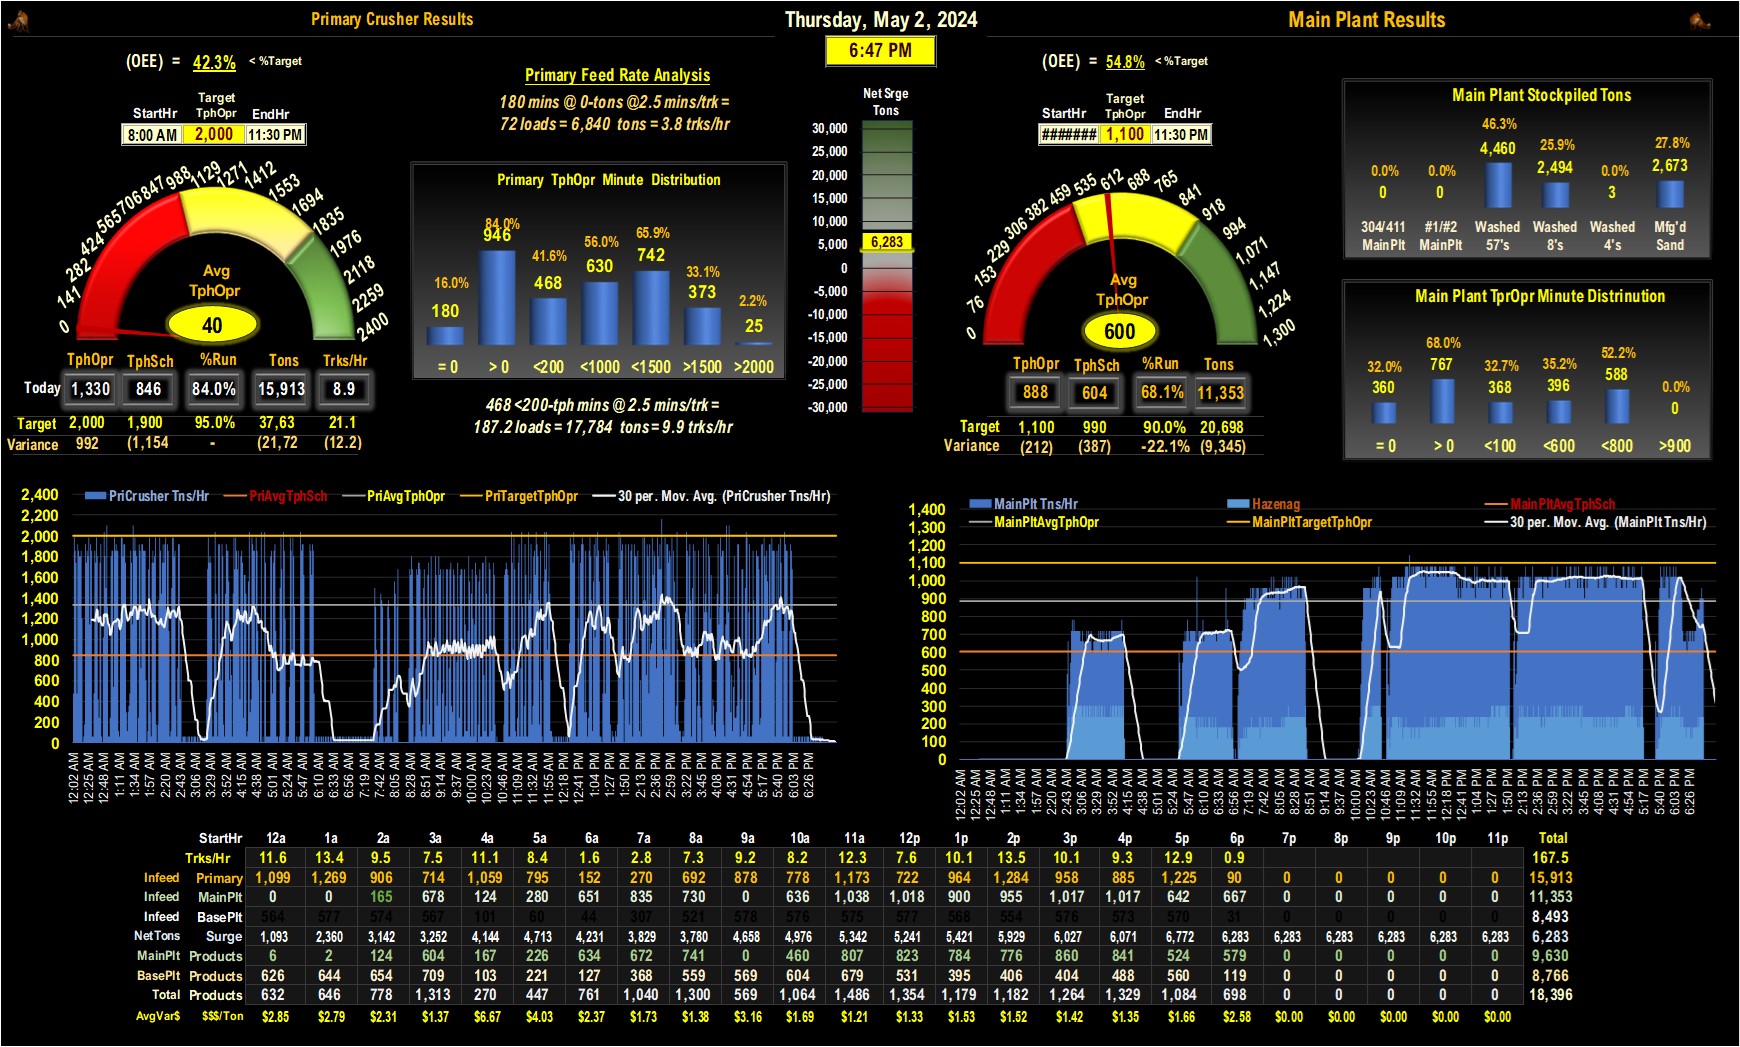 Primary Crusher Results
Thursday, May 2, 2024
Main Plant Results
6:47 PM
(OEE) = 42.3% < %Target
StartHr Target TphOpr EndHr
8:00 AM 2,000 11:30 PM
0 141 282 424 565 706 847 988 1129 1271 1412 1553 1694 1835 1976 2118 2259 2400
Avg
TphOpr
40
TphOpr TphSch %Run Tons Trks/Hr
Today 1,330 846 84.0% 15,913 8.9
Target 2,000 1,900 95.0% 37,63 21.1
Variance 992 (1,154 - (21,72 (12.2)
Primary Feed Rate Analysis
180 mins @ 0-tons @2.5 mins/trk =
72 loads = 6,840 tons = 3.8 trks/hr
Primary TphOpr Minute Distribution
16.0% 84.0% 41.6% 56.0% 65.9% 33.1% 2.2%
180 946 468 630 742 373 25
= 0 > 0 <200 <1000 <1500 >1500 >2000
468 <200-tph mins @ 2.5 mins/trk =
187.2 loads = 17,784 tons = 9.9 trks/hr
Net Srge
Tons
30,000
25,000
20,000
15,000
10,000
5,000
6,283
0
-5,000
-10,000
-15,000
-20,000
-25,000
-30,000
(OEE) = 54.8% < %Target
StartHr Target TphOpr EndHr
####### 1,100 11:30 PM
0 76 153 229 306 382 459 535 612 688 765 841 918 994 1,071 1,147 1,224 1,300
Avg
TphOpr
600
TphOpr TphSch %Run Tons
888 604 68.1% 11,353
Target 1,100 990 90.0% 20,698
Variance (212) (387) -22.1% (9,345)
Main Plant Stockpiled Tons
0.0% 0.0% 46.3% 25.9% 0.0% 27.8%
0 0 4,460 2,494 3 2,673
304/411 #1/#2 Washed Washed Washed Mfg'd
MainPlt MainPlt 57's 8's 4's Sand
Main Plant TprOpr Minute Distrinution
32.0% 68.0% 32.7% 35.2% 52.2% 0.0%
360 767 368 396 588 0
= 0 > 0 <100 <600 <800 >900
PriCrusher Tns/Hr PriAvgTphSch PriAvgTphOpr PriTargetTphOpr 30 per. Mov. Avg. (PriCrusher Tns/Hr)
2,400
2,200
2,000
1,800
1,600
1,400
1,200
1,000
800
600
400
200
0
12:02 AM 12:25 AM 12:48 AM 1:11 AM 1:34 AM 1:57 AM 2:20 AM 2:43 AM 3:06 AM 3:29 AM 3:52 AM 4:15 AM 4:38 AM 5:01 AM 5:24 AM 5:47 AM 6:10 AM 6:33 AM 6:56 AM 7:19 AM 7:42 AM 8:05 AM 8:28 AM 8:51 AM 9:14 AM 9:37 AM 10:00 AM 10:23 AM 10:46 AM 11:09 AM 11:32 AM 11:55 AM 12:18 PM 12:41 PM 1:04 PM 1:27 PM 1:50 PM 2:13 PM 2:36 PM 2:59 PM 3:22 PM 3:45 PM 4:08 PM 4:31 PM 4:54 PM 5:17 PM 5:40 PM 6:03 PM 6:26 PM
MainPlt Tns/Hr Hazenag MainPltAvgTphSch
MainPltAvgTphOpr MainPltTargetTphOpr 30 per. Mov. Avg. (MainPlt Tns/Hr)
1,400
1,300
1,200
1,100
1,000
900
800
700
600
500
400
300
200
100
0
12:02 AM 12:25 AM 12:48 AM 1:11 AM 1:34 AM 1:57 AM 2:20 AM 2:43 AM 3:06 AM 3:29 AM 3:52 AM 4:15 AM 4:38 AM 5:01 AM 5:24 AM 5:47 AM 6:10 AM 6:33 AM 6:56 AM 7:19 AM 7:42 AM 8:05 AM 8:28 AM 8:51 AM 9:14 AM 9:37 AM 10:00 AM 10:23 AM 10:46 AM 11:09 AM 11:32 AM 11:55 AM 12:18 PM 12:41 PM 1:04 PM 1:27 PM 1:50 PM 2:13 PM 2:36 PM 2:59 PM 3:22 PM 3:45 PM 4:08 PM 4:31 PM 4:54 PM 5:17 PM 5:40 PM 6:03 PM 6:26 PM
StartHr 12a 1a 2a 3a 4a 5a 6a 7a 8a 9a 10a 11a 12p 1p 2p 3p 4p 5p 6p 7p 8p 9p 10p 11p Total
Trks/Hr 11.6 13.4 9.5 7.5 11.1 8.4 1.6 2.8 7.3 9.2 8.2 12.3 7.6 10.1 13.5 10.1 9.3 12.9 0.9 167.5
Infeed Primary 1,099 1,269 906 714 1,059 795 152 270 692 878 778 1,173 722 964 1,284 958 885 1,225 90 0 0 0 0 0 15,913
Infeed MainPlt 0 0 165 678 124 280 651 835 730 0 636 1,038 1,018 900 955 1,017 1,017 642 667 0 0 0 0 0 11,353
Infeed BasePlt 564 577 574 567 101 60 44 307 521 578 576 575 577 568 554 576 573 570 31 0 0 0 0 0 8,493
NetTons Surge 1,093 2,360 3,142 3,252 4,144 4,713 4,231 3,829 3,780 4,658 4,976 5,342 5,241 5,421 5,929 6,027 6,071 6,772 6,283 6,283 6,283 6,283 6,283 6,283 6,283
MainPlt Products 6 2 124 604 167 226 634 672 741 0 460 807 823 784 776 860 841 524 579 0 0 0 0 0 9,630
BasePlt Products 626 644 654 709 103 221 127 368 559 569 604 679 531 395 406 404 488 560 119 0 0 0 0 0 8,766
Total Products 632 646 778 1,313 270 447 761 1,040 1,300 569 1,064 1,486 1,354 1,179 1,182 1,264 1,329 1,084 698 0 0 0 0 0 18,396
AvgVar$ $$$/Ton $2.85 $2.79 $2.31 $1.37 $6.67 $4.03 $2.37 $1.73 $1.38 $3.16 $1.69 $1.21 $1.33 $1.53 $1.52 $1.42 $1.35 $1.66 $2.58 $0.00 $0.00 $0.00 $0.00 $0.00